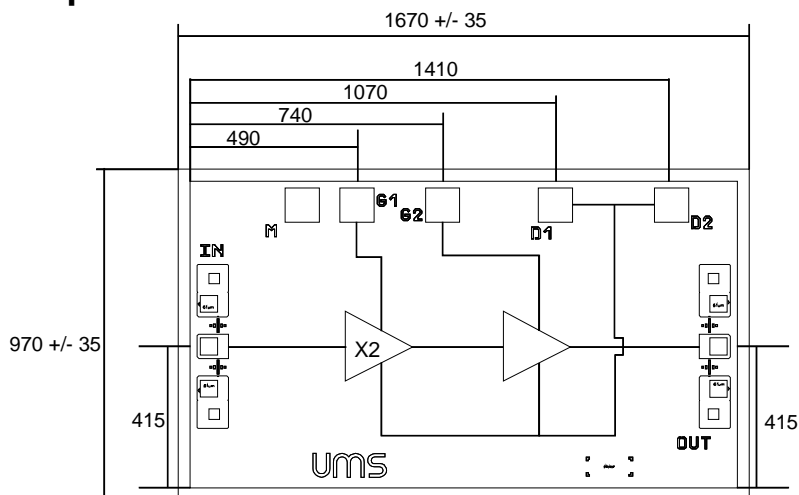 1670 +/- 35
1410
1070
740
490
G1
G2
M
D1
D2
IN
970 +/- 35
X2
415
415
OUT
UMS